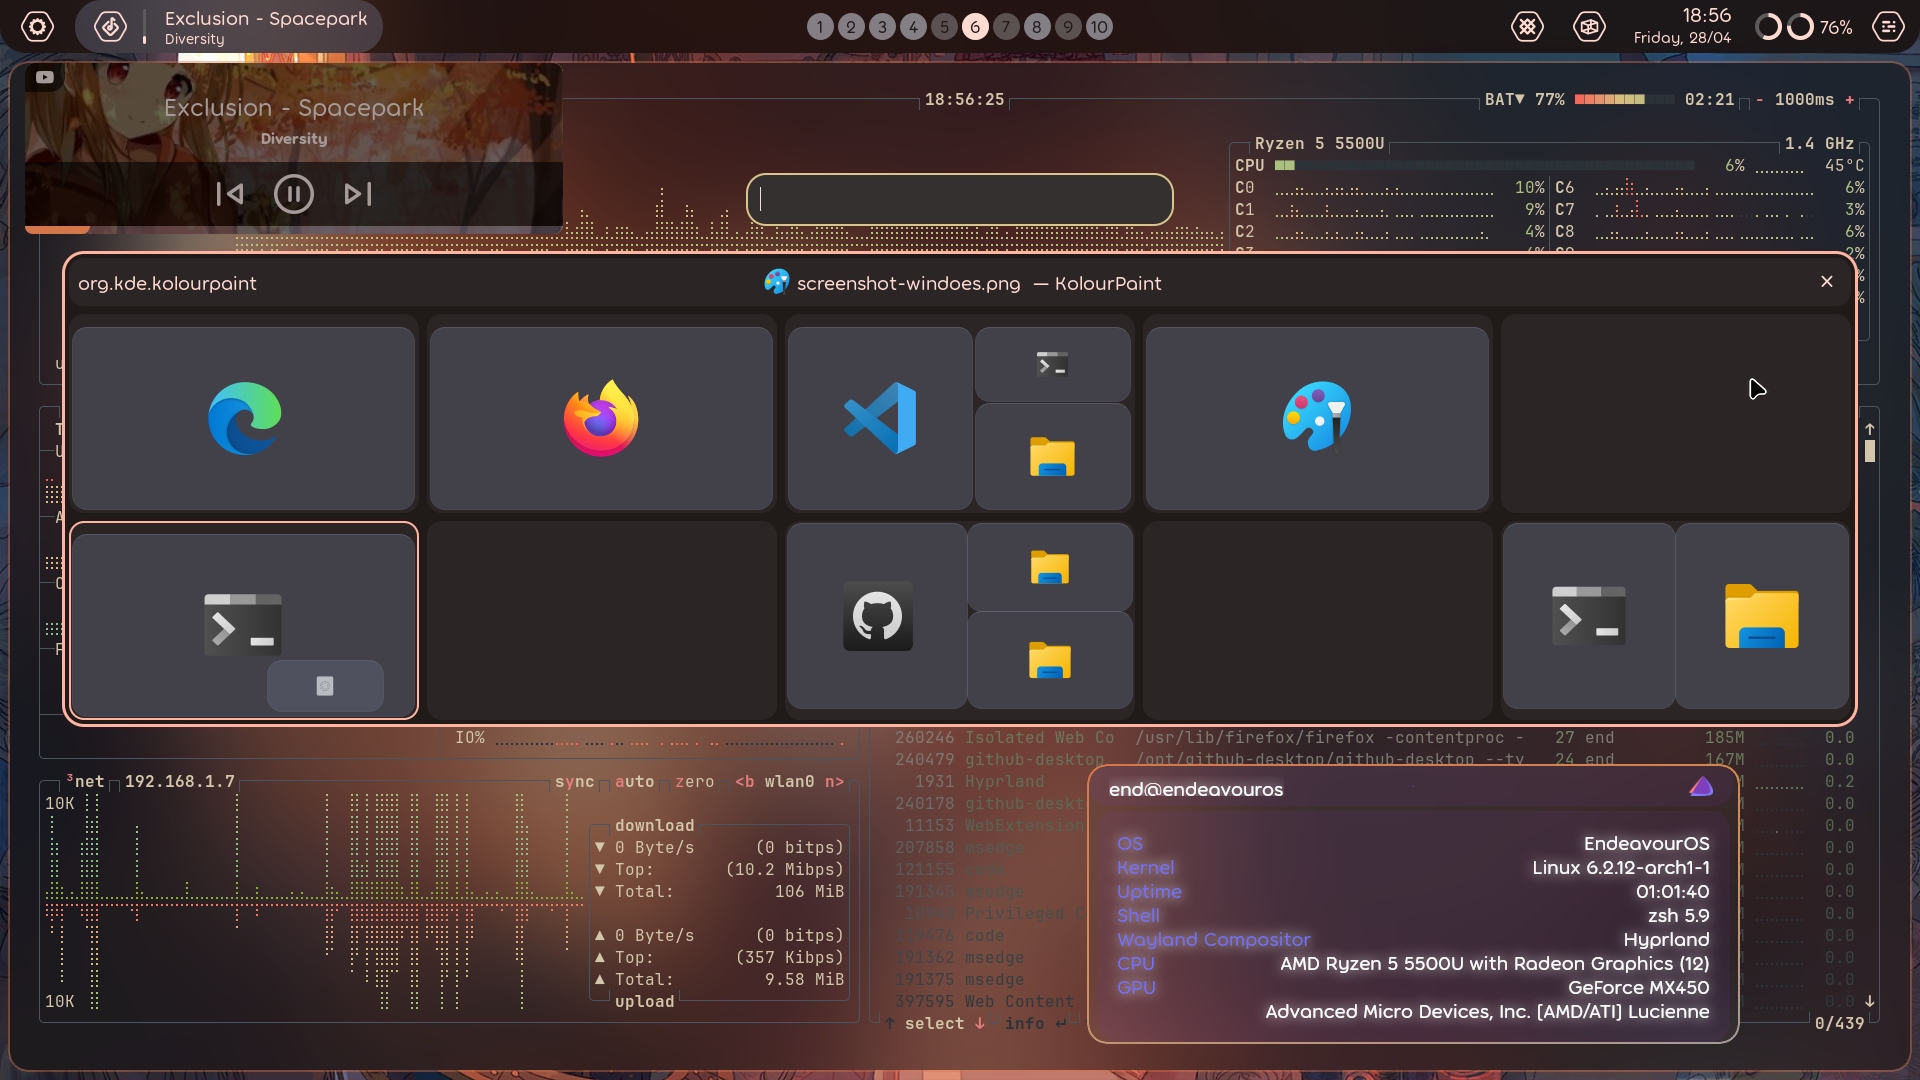 Exclusion - Spacepark
Diversity
1 2 3 4 5 6 7 8 9 10
18:56
Friday, 28/04
76%
Exclusion - Spacepark
Diversity
18:56:25
BAT▼ 77% 02:21 - 1000ms +
Ryzen 5 5500U 1.4 GHz
CPU 6% 45°C
C0 10% C6 6%
C1 9% C7 3%
C2 4% C8 6%
org.kde.kolourpaint
screenshot-windoes.png — KolourPaint
IO%
260246 Isolated Web Co /usr/lib/firefox/firefox -contentproc - 27 end 185M 0.0
240479 github-desktop /opt/github-desktop/github-desktop --ty 24 end 167M 0.0
1931 Hyprland 0.2
240178 github-deskt 0.0
11153 WebExtension 0.0
207858 msedge 0.0
121155 0.0
191345 msedge 0.0
Privileged 0.0
319476 code 0.0
191362 msedge 0.0
191375 msedge 0.0
397595 Web Content 0.0
↑ select ↓ info ↵ 0/439
³net 192.168.1.7 sync auto zero <b wlan0 n>
10K
10K
download
▼ 0 Byte/s (0 bitps)
▼ Top: (10.2 Mibps)
▼ Total: 106 MiB
▲ 0 Byte/s (0 bitps)
▲ Top: (357 Kibps)
▲ Total: 9.58 MiB
upload
end@endeavouros
OS EndeavourOS
Kernel Linux 6.2.12-arch1-1
Uptime 01:01:40
Shell zsh 5.9
Wayland Compositor Hyprland
CPU AMD Ryzen 5 5500U with Radeon Graphics (12)
GPU GeForce MX450
Advanced Micro Devices, Inc. [AMD/ATI] Lucienne